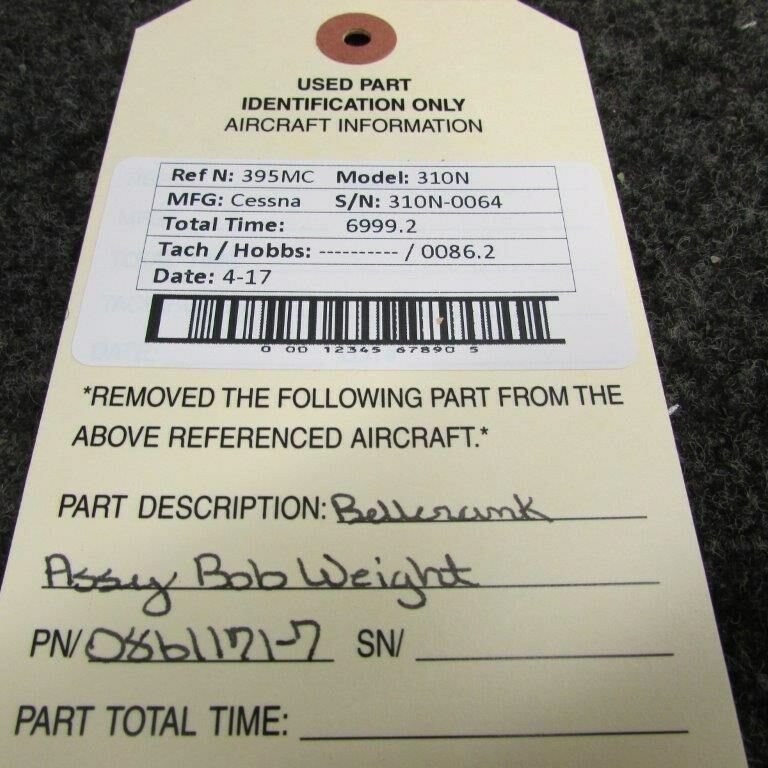 USED PART
IDENTIFICATION ONLY
AIRCRAFT INFORMATION
Ref N: 395MC Model: 310N
MFG: Cessna S/N: 310N-0064
Total Time: 6999.2
Tach / Hobbs: ---------- / 0086.2
Date: 4-17
0 00 12345 67890 5
*REMOVED THE FOLLOWING PART FROM THE
ABOVE REFERENCED AIRCRAFT.*
PART DESCRIPTION: Bellcrank
Assy Bob Weight
PN/ 0861171-7 SN/
PART TOTAL TIME: